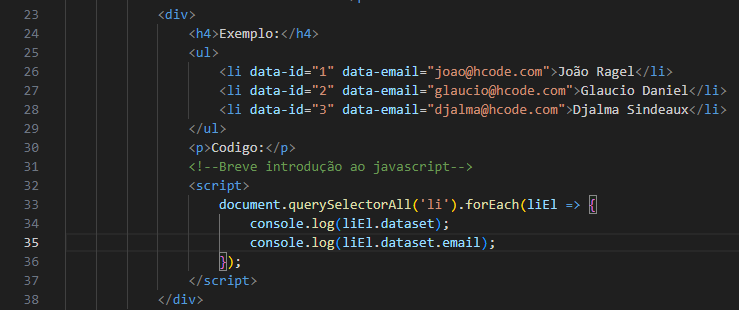 23 <div>
24 <h4>Exemplo:</h4>
25 <ul>
26 <li data-id="1" data-email="joao@hcode.com">João Ragel</li>
27 <li data-id="2" data-email="glaucio@hcode.com">Glaucio Daniel</li>
28 <li data-id="3" data-email="djalma@hcode.com">Djalma Sindeaux</li>
29 </ul>
30 <p>Codigo:</p>
31 <!--Breve introdução ao javascript-->
32 <script>
33 document.querySelectorAll('li').forEach(liEl => {
34 console.log(liEl.dataset);
35 console.log(liEl.dataset.email);
36 });
37 </script>
38 </div>